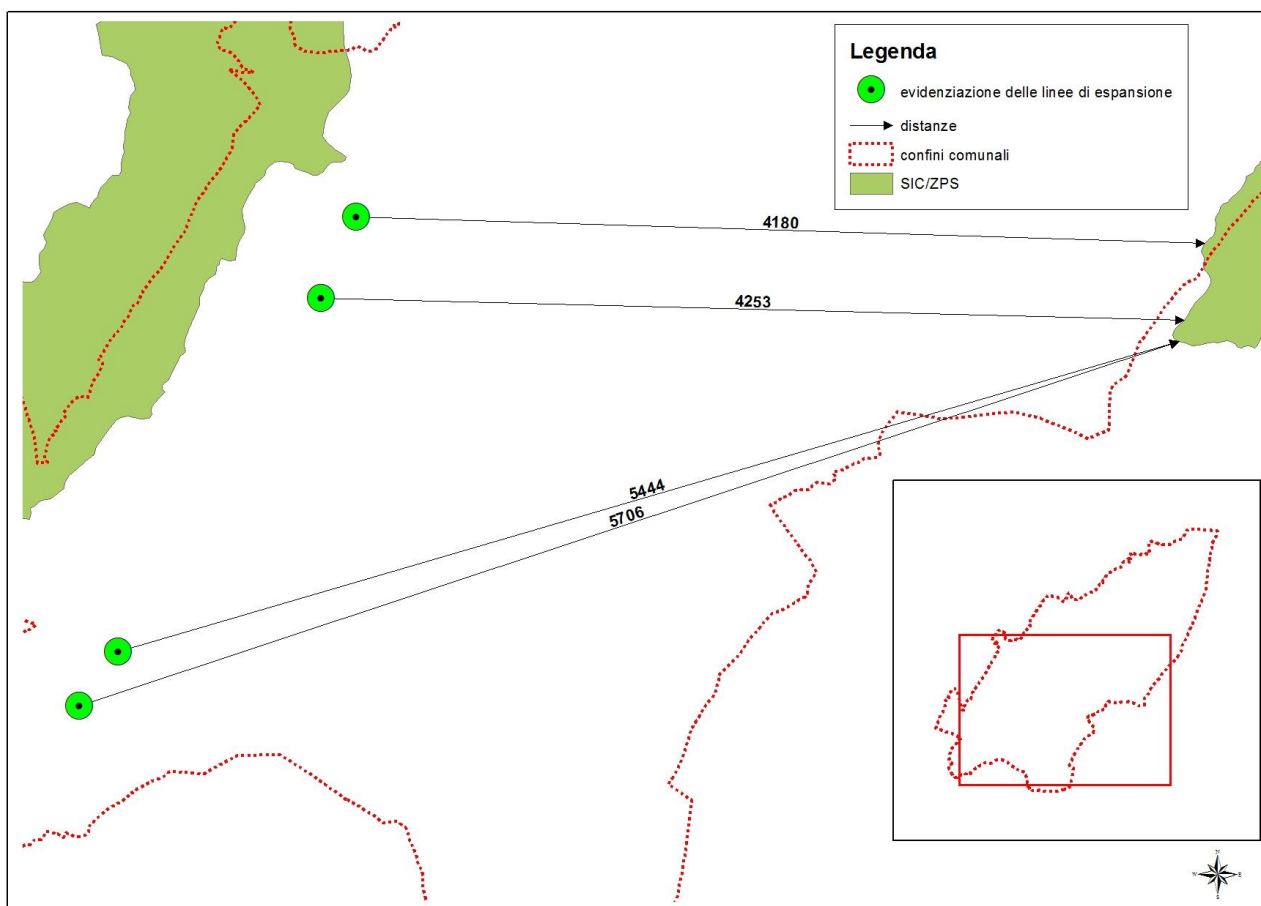 Legenda
evidenziazione delle linee di espansione
distanze
confini comunali
SIC/ZPS
4180
4253
5444
5706
N
W E
S